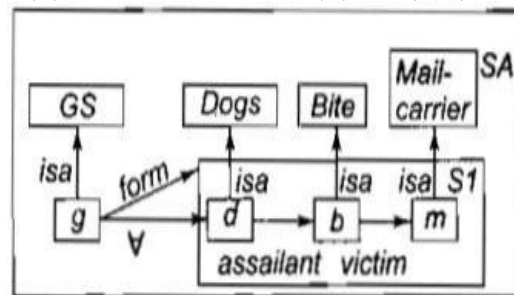 Mail-
carrier
SA
GS
Dogs
Bite
isa
form
isa
isa
isa
S1
g
d
b
m
∀
assailant victim